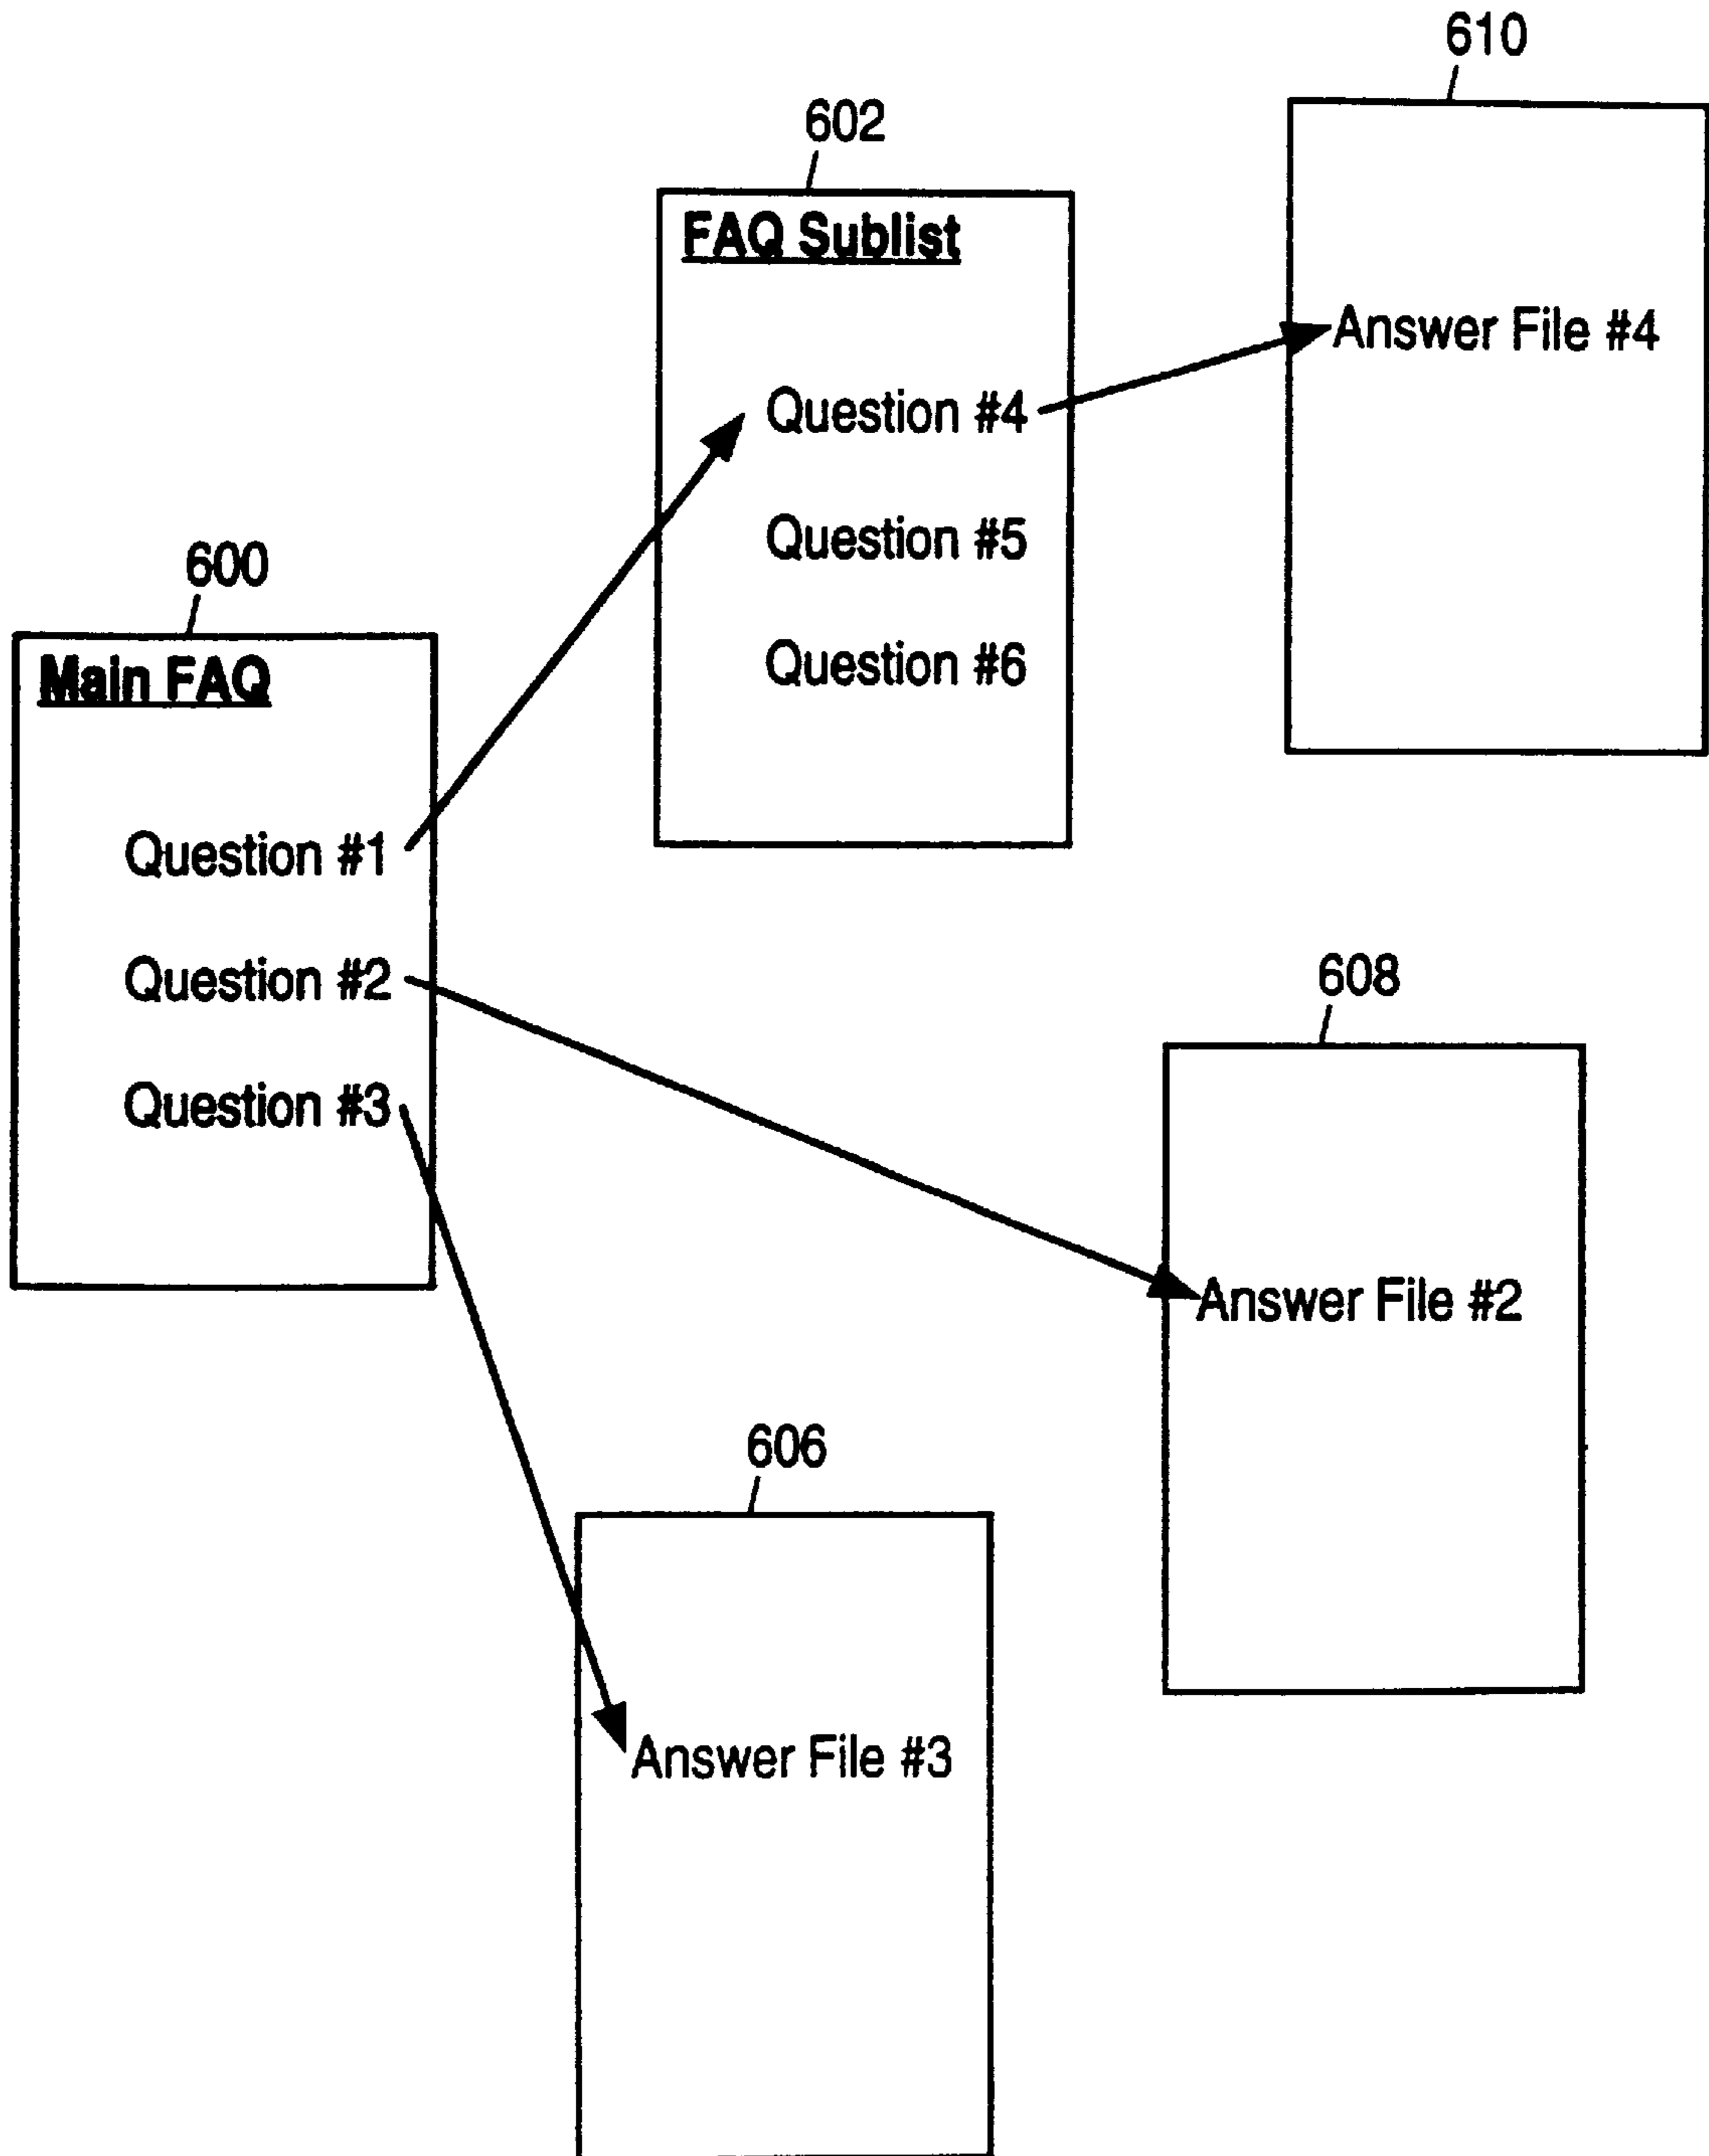 610
602
FAQ Sublist
Answer File #4
Question #4
Question #5
Question #6
600
Main FAQ
Question #1
Question #2
Question #3
608
Answer File #2
606
Answer File #3